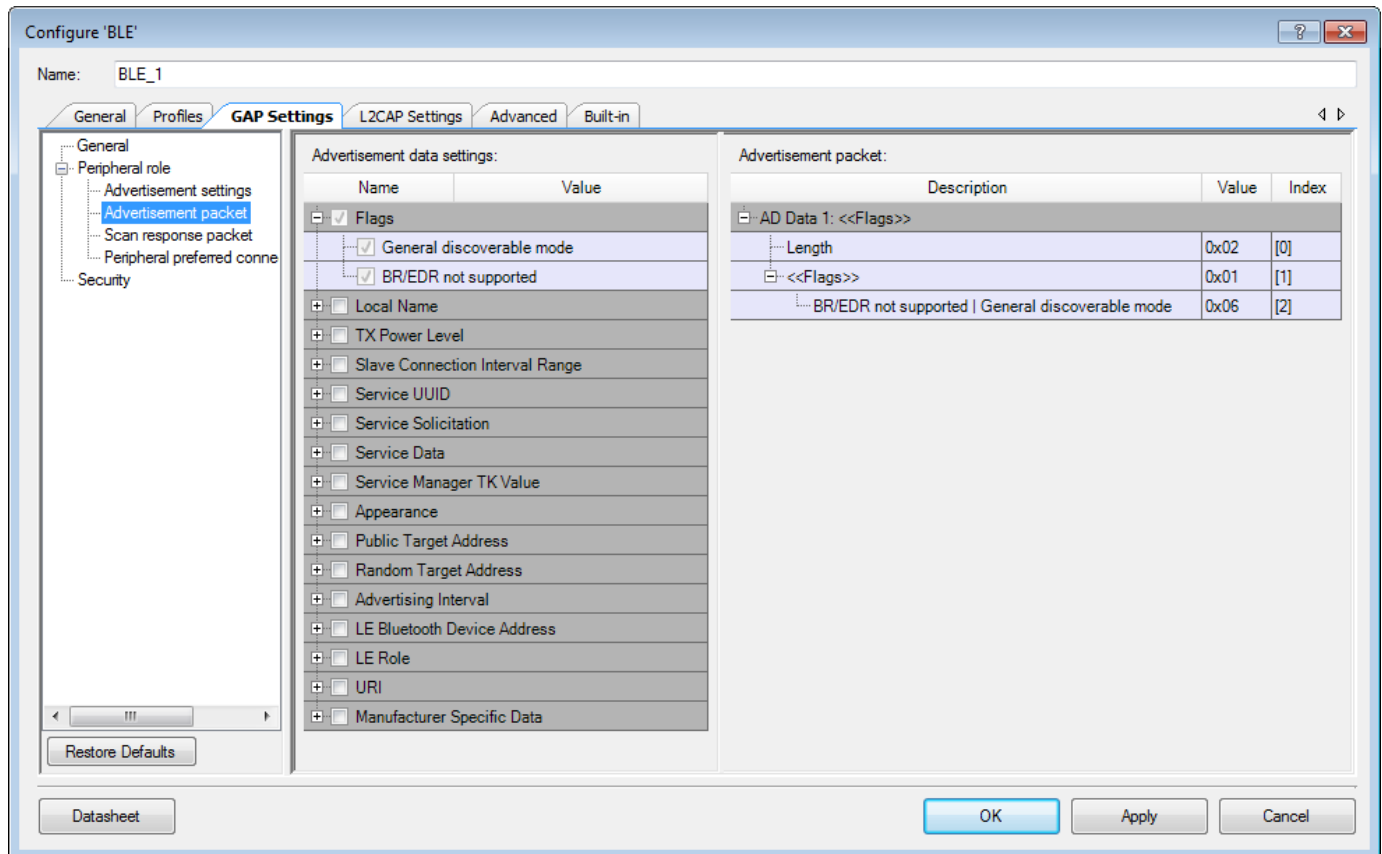 Configure 'BLE'
Name: BLE_1
General Profiles GAP Settings L2CAP Settings Advanced Built-in
General
Peripheral role
Advertisement settings
Advertisement packet
Scan response packet
Peripheral preferred conne
Security
Restore Defaults
Advertisement data settings:
Name Value
Flags
General discoverable mode
BR/EDR not supported
Local Name
TX Power Level
Slave Connection Interval Range
Service UUID
Service Solicitation
Service Data
Service Manager TK Value
Appearance
Public Target Address
Random Target Address
Advertising Interval
LE Bluetooth Device Address
LE Role
URI
Manufacturer Specific Data
Advertisement packet:
Description Value Index
AD Data 1: <<Flags>>
Length 0x02 [0]
<<Flags>> 0x01 [1]
BR/EDR not supported | General discoverable mode 0x06 [2]
Datasheet OK Apply Cancel